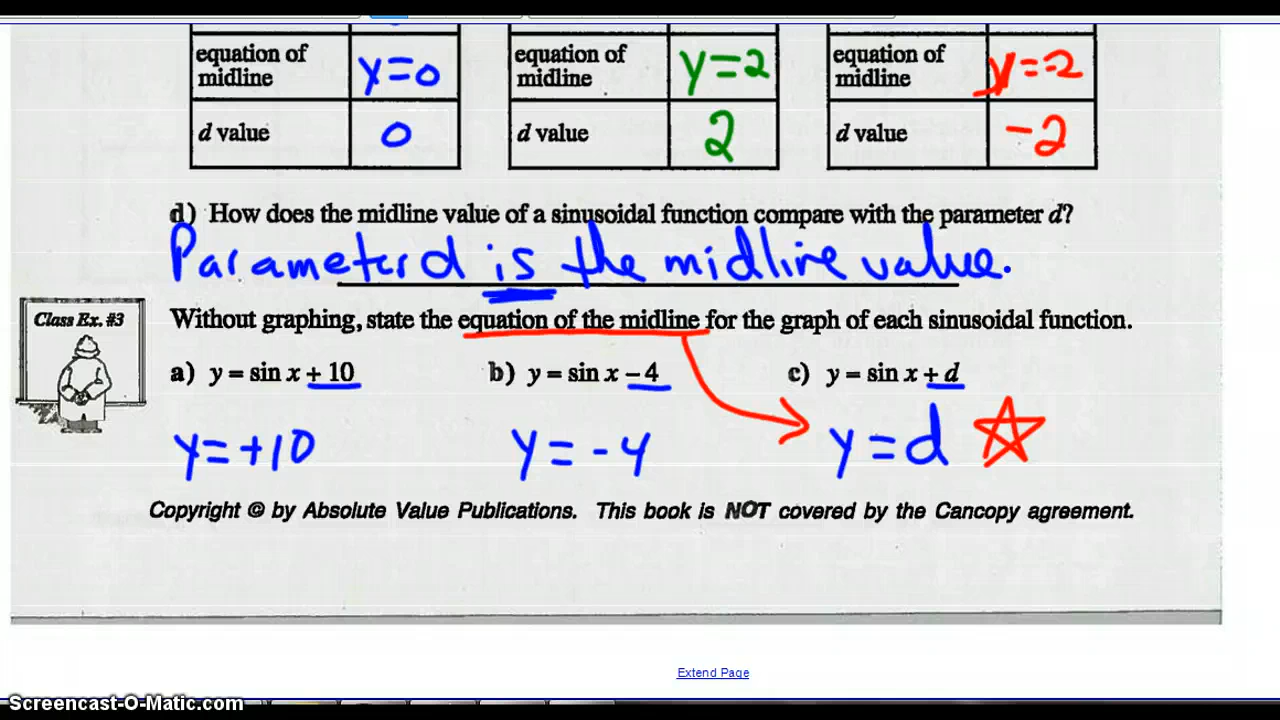 equation of midline y=0 equation of midline y=2 equation of midline y=-2
d value 0 d value 2 d value -2
d) How does the midline value of a sinusoidal function compare with the parameter d?
Parameter d is the midline value.
Class Ex. #3
Without graphing, state the equation of the midline for the graph of each sinusoidal function.
a) y = sin x + 10 b) y = sin x – 4 c) y = sin x + d
y=+10 y=-4 y=d
Copyright © by Absolute Value Publications. This book is NOT covered by the Cancopy agreement.
Extend Page
Screencast-O-Matic.com